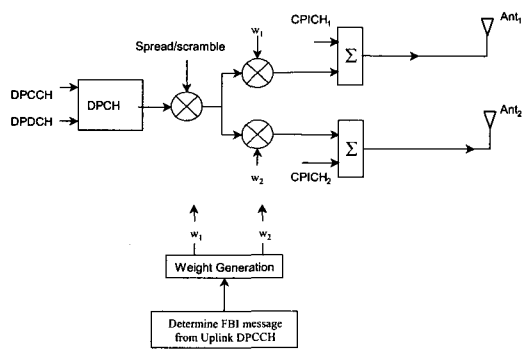 Ant₁
CPICH₁
w₁
Spread/scramble
Σ
DPCCH
DPCH
DPDCH
Ant₂
Σ
CPICH₂
w₂
w₁
w₂
Weight Generation
Determine FBI message
from Uplink DPCCH